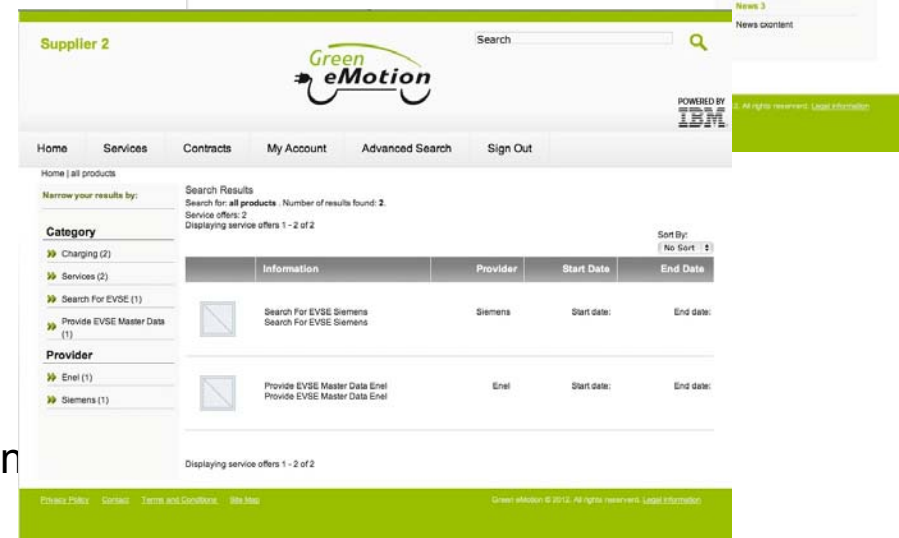 News 3
News cxontent
2. All rights reserverd. Legal information
Supplier 2
Green
eMotion
Search
POWERED BY
IBM
Home Services Contracts My Account Advanced Search Sign Out
Home | all products
Narrow your results by:
Category
Charging (2)
Services (2)
Search For EVSE (1)
Provide EVSE Master Data
(1)
Provider
Enel (1)
Siemens (1)
Search Results
Search for: all products . Number of results found: 2.
Service offers: 2
Displaying service offers 1 - 2 of 2
Sort By:
No Sort
Information Provider Start Date End Date
Search For EVSE Siemens Siemens Start date: End date:
Search For EVSE Siemens
Provide EVSE Master Data Enel Enel Start date: End date:
Provide EVSE Master Data Enel
Displaying service offers 1 - 2 of 2
n
Privacy Policy Contact Terms and Conditions Site Map Green eMotion © 2012. All rights reserverd. Legal information